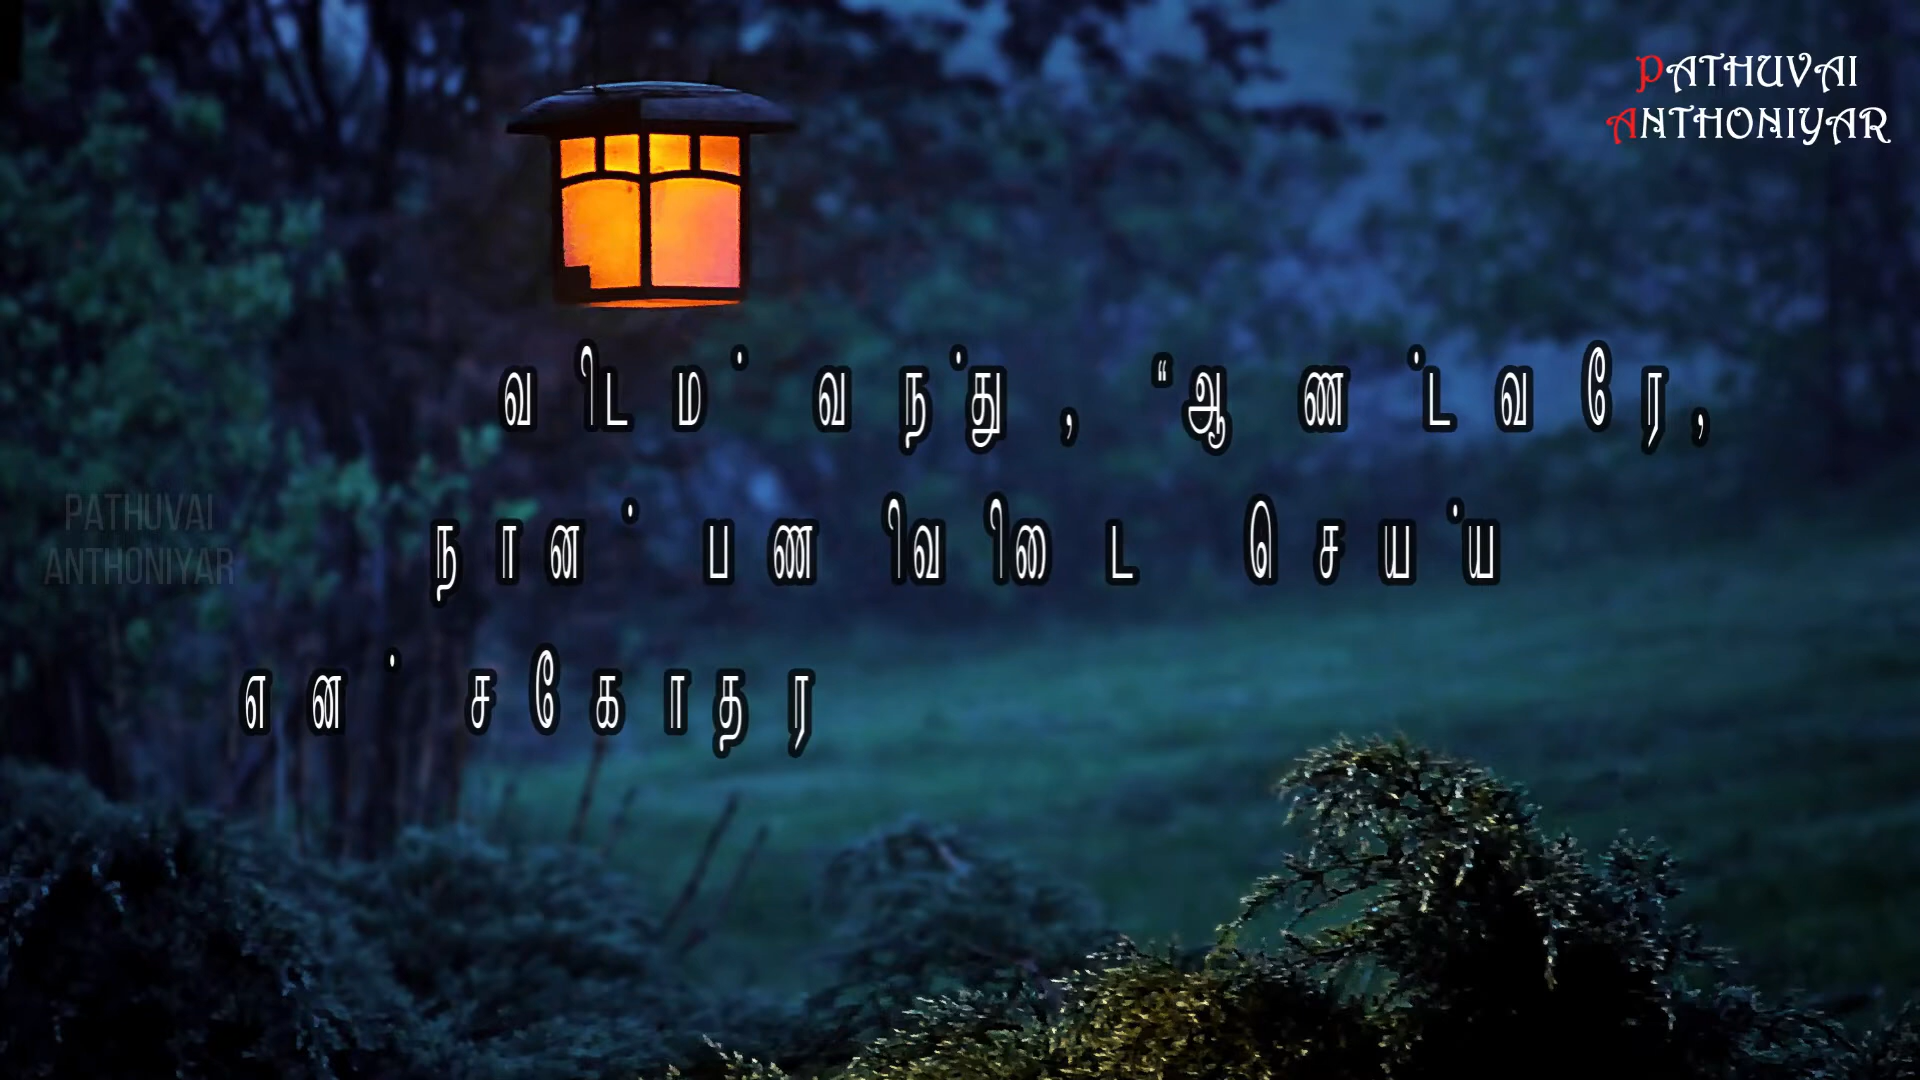 PATHUVAI
ANTHONIYAR
விடம் வந்து, “ஆண்டவரே,
நான் பணிவிடை செய்ய
என் சகோதர
PATHUVAI
ANTHONIYAR